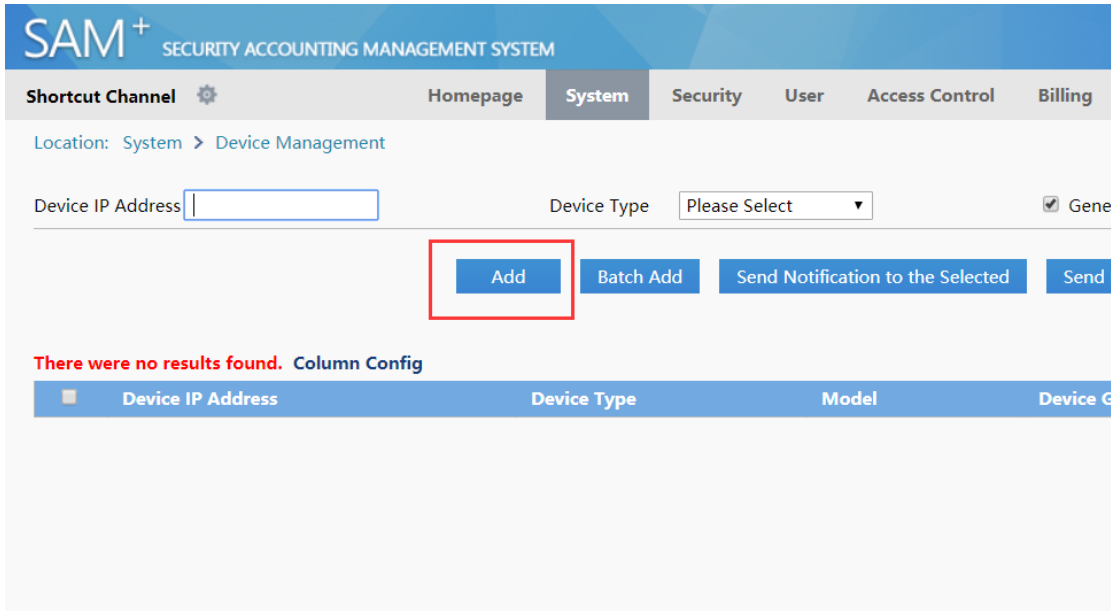 SAM+ SECURITY ACCOUNTING MANAGEMENT SYSTEM
Shortcut Channel Homepage System Security User Access Control Billing
Location: System > Device Management
Device IP Address Device Type Please Select Gene
Add Batch Add Send Notification to the Selected Send
There were no results found. Column Config
Device IP Address Device Type Model Device G